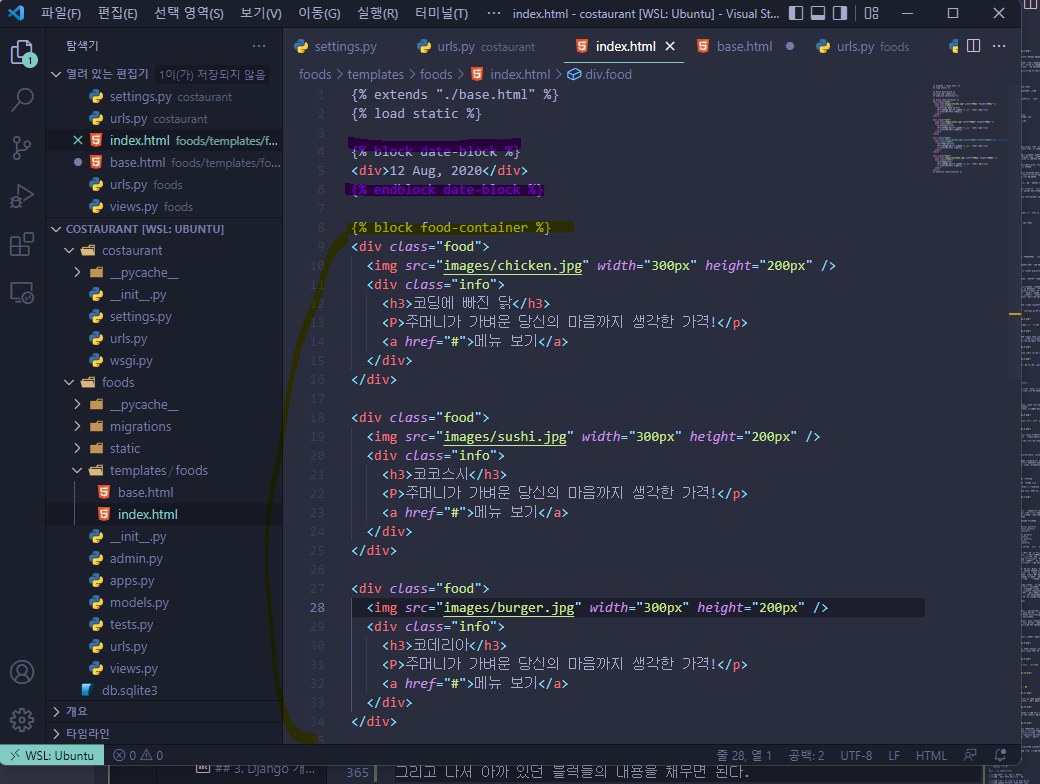 파일(F) 편집(E) 선택 영역(S) 보기(V) 이동(G) 실행(R) 터미널(T) ··· index.html - costaurant [WSL: Ubuntu] - Visual St...
탐색기 ···
열려 있는 편집기 1이(가) 저장되지 않음
settings.py costaurant
urls.py costaurant
index.html foods/templates/f...
base.html foods/templates/fo...
urls.py foods
views.py foods
COSTAURANT [WSL: UBUNTU]
costaurant
__pycache__
__init__.py
settings.py
urls.py
wsgi.py
foods
__pycache__
migrations
static
templates / foods
base.html
index.html
__init__.py
admin.py
apps.py
models.py
tests.py
urls.py
views.py
db.sqlite3
개요
타임라인
1
settings.py urls.py costaurant index.html base.html urls.py foods ···
foods > templates > foods > index.html > div.food
1 {% extends "./base.html" %}
2 {% load static %}
3
4 {% block date-block %}
5 <div>12 Aug, 2020</div>
6 {% endblock date-block %}
7
8 {% block food-container %}
9 <div class="food">
10 <img src="images/chicken.jpg" width="300px" height="200px" />
11 <div class="info">
12 <h3>코딩에 빠진 닭</h3>
13 <P>주머니가 가벼운 당신의 마음까지 생각한 가격!</p>
14 <a href="#">메뉴 보기</a>
15 </div>
16 </div>
17
18 <div class="food">
19 <img src="images/sushi.jpg" width="300px" height="200px" />
20 <div class="info">
21 <h3>코코스시</h3>
22 <P>주머니가 가벼운 당신의 마음까지 생각한 가격!</p>
23 <a href="#">메뉴 보기</a>
24 </div>
25 </div>
26
27 <div class="food">
28 <img src="images/burger.jpg" width="300px" height="200px" />
29 <div class="info">
30 <h3>코데리아</h3>
31 <P>주머니가 가벼운 당신의 마음까지 생각한 가격!</p>
32 <a href="#">메뉴 보기</a>
33 </div>
34 </div>
35
WSL: Ubuntu 0 0 줄 28, 열 1 공백: 2 UTF-8 LF HTML
## 3. Django 개... 365 그리고 나서 아까 있던 블럭들의 내용을 채우면 된다.